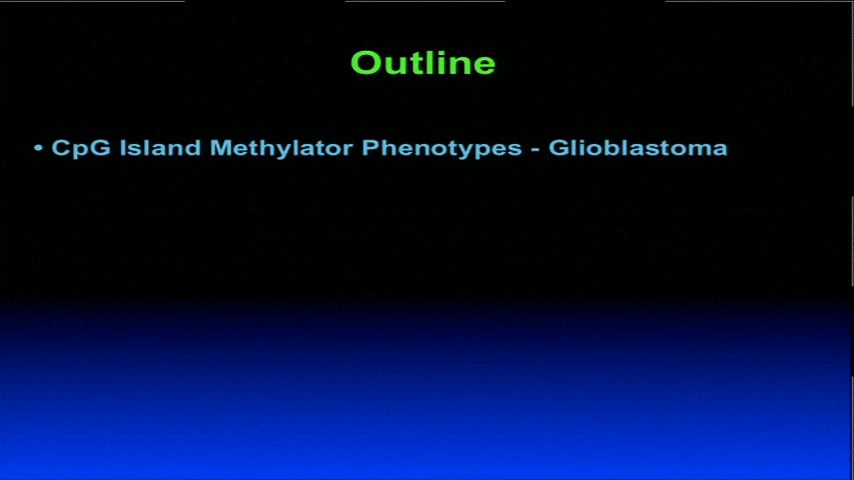 Outline
• CpG Island Methylator Phenotypes - Glioblastoma